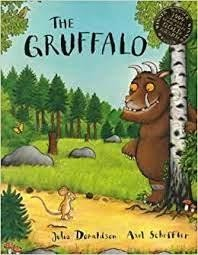 THE
GRUFFALO
Julia Donaldson Axel Scheffler